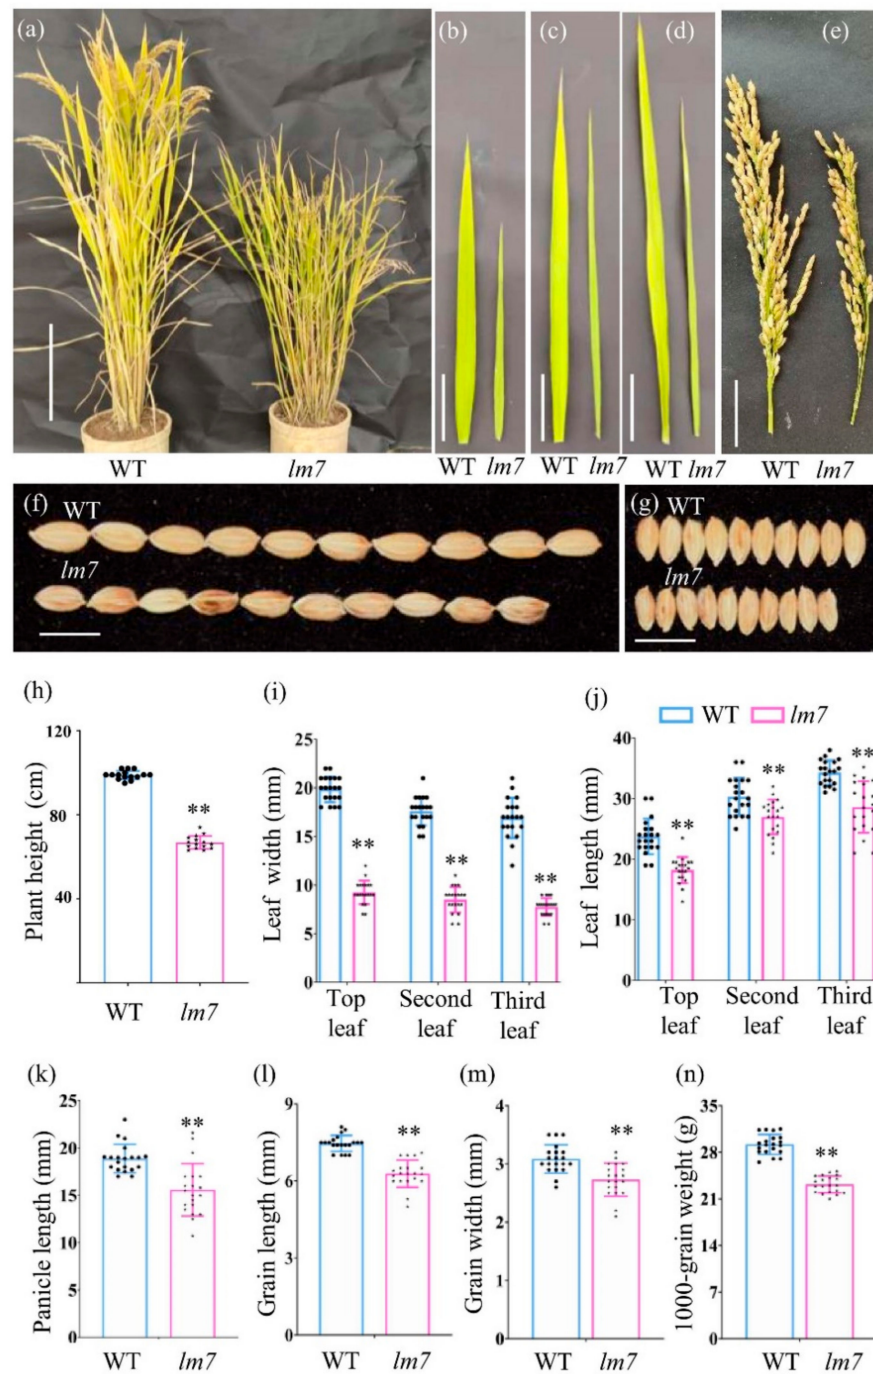 (a) (b) (c) (d) (e)
WT lm7 WT lm7 WT lm7 WT lm7 WT lm7
(f) WT (g) WT
lm7 lm7
(h) (i) (j)
WT lm7
Plant height (cm)
120
80
40
WT lm7
**
Leaf width (mm)
25
20
15
10
5
0
** ** **
Top leaf
Second leaf
Third leaf
Leaf length (mm)
40
30
20
10
0
** ** **
Top leaf
Second leaf
Third leaf
(k) (l) (m) (n)
Panicle length (mm)
25
20
15
10
5
0
**
WT lm7
Grain length (mm)
9
6
3
0
**
WT lm7
Grain width (mm)
4
3
2
1
0
**
WT lm7
1000-grain weight (g)
35
28
21
14
7
0
**
WT lm7